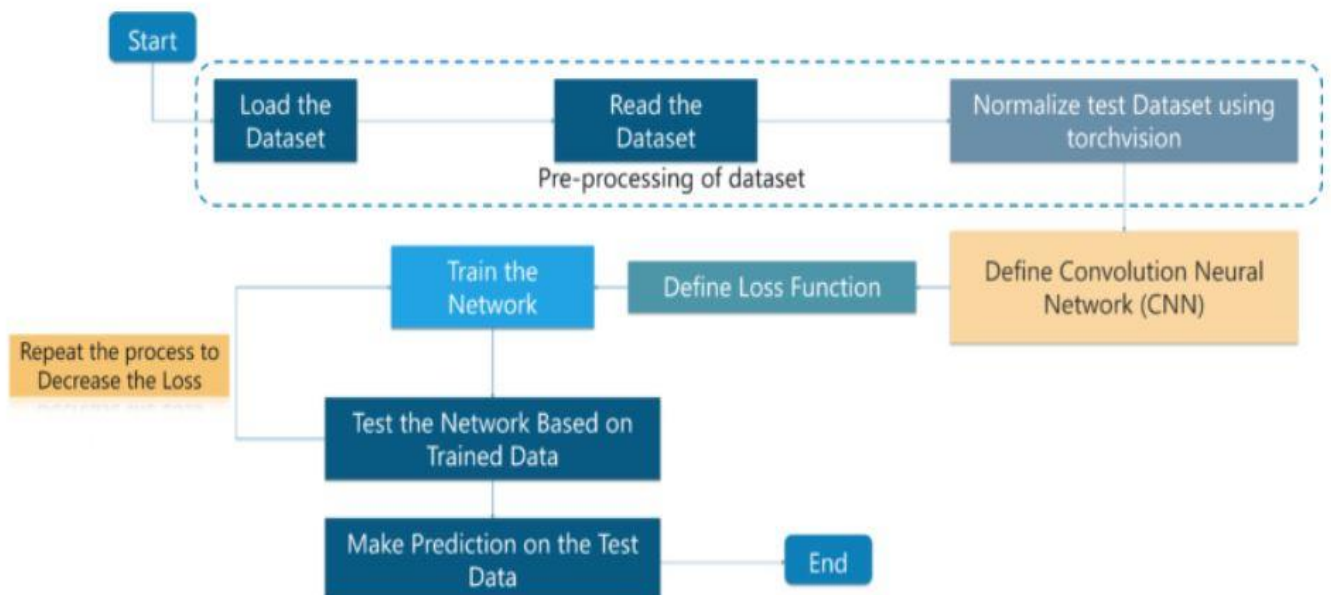 Start
Load the
Dataset
Read the
Dataset
Normalize test Dataset using
torchvision
Pre-processing of dataset
Define Convolution Neural
Network (CNN)
Define Loss Function
Train the
Network
Repeat the process to
Decrease the Loss
Test the Network Based on
Trained Data
Make Prediction on the Test
Data
End